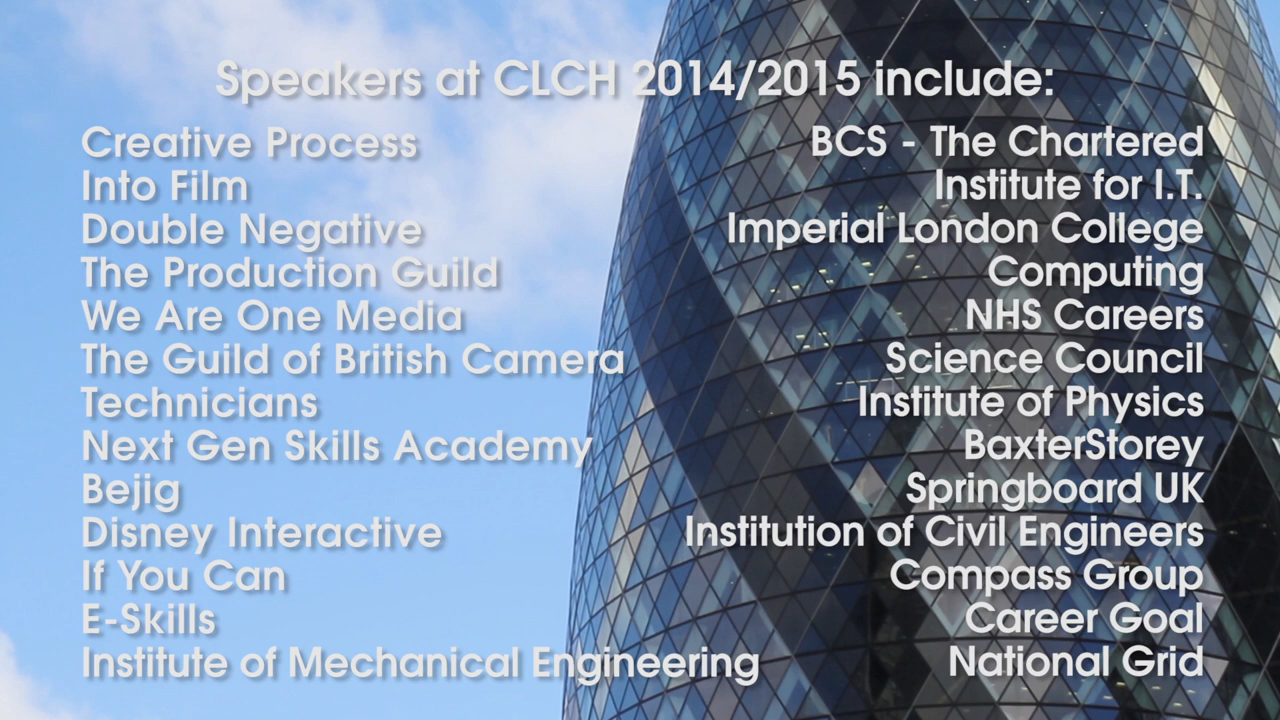 Speakers at CLCH 2014/2015 include:
Creative Process
Into Film
Double Negative
The Production Guild
We Are One Media
The Guild of British Camera
Technicians
Next Gen Skills Academy
Bejig
Disney Interactive
If You Can
E-Skills
Institute of Mechanical Engineering
BCS - The Chartered
Institute for I.T.
Imperial London College
Computing
NHS Careers
Science Council
Institute of Physics
BaxterStorey
Springboard UK
Institution of Civil Engineers
Compass Group
Career Goal
National Grid